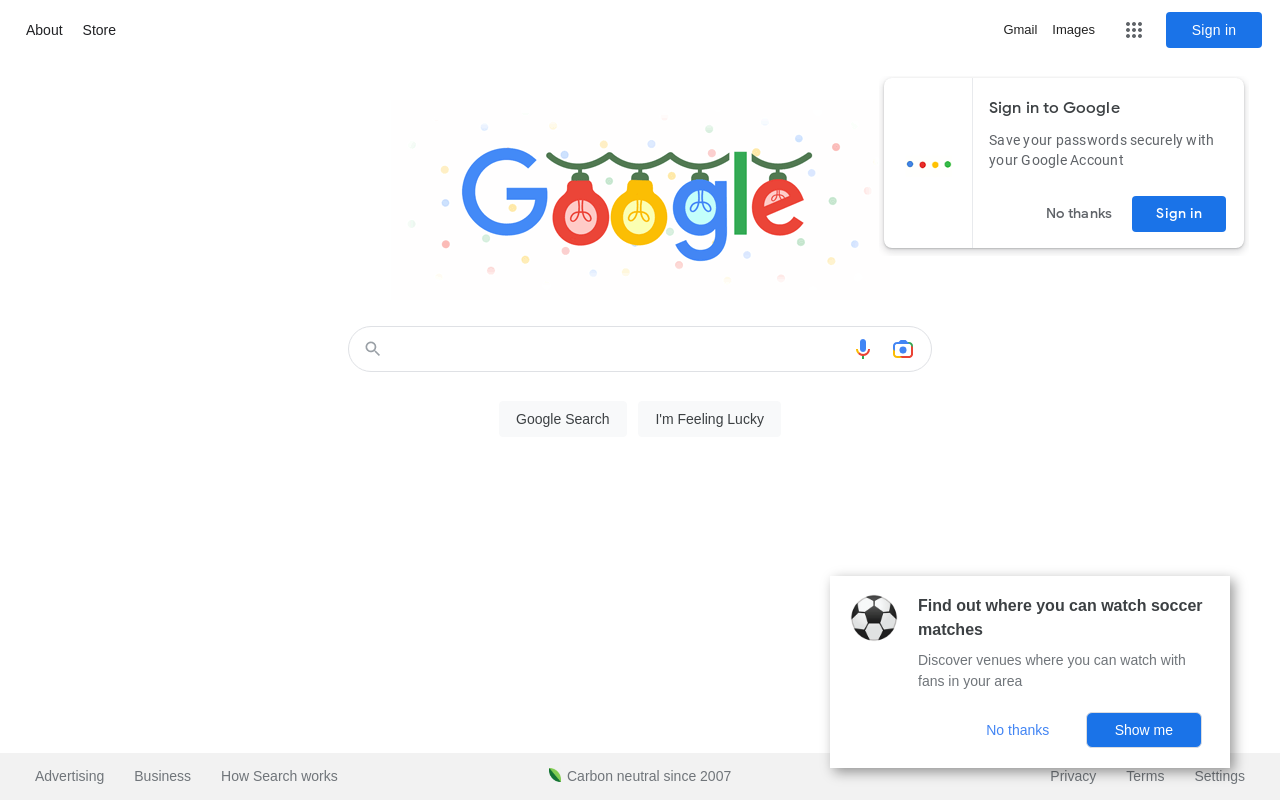 About Store Gmail Images Sign in
Google
Sign in to Google
Save your passwords securely with
your Google Account
No thanks Sign in
Google Search I'm Feeling Lucky
Find out where you can watch soccer
matches
Discover venues where you can watch with
fans in your area
No thanks Show me
Advertising Business How Search works Carbon neutral since 2007 Privacy Terms Settings